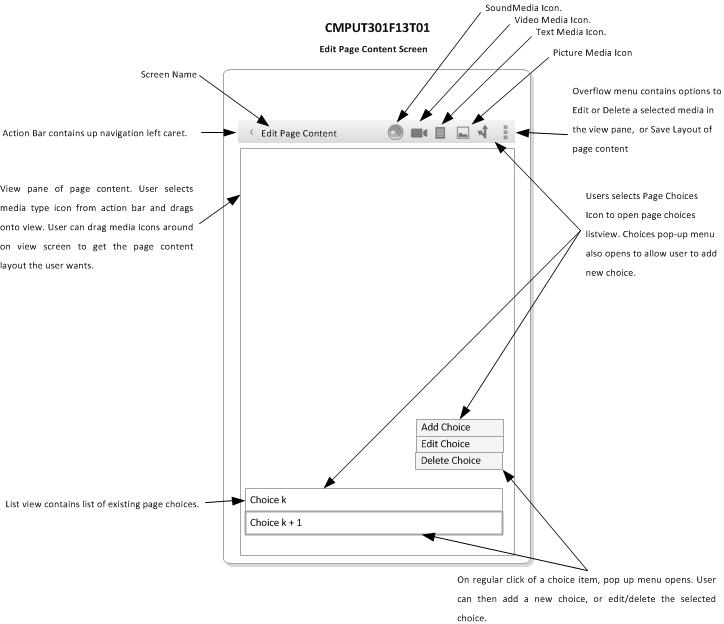 SoundMedia Icon.
Video Media Icon.
CMPUT301F13T01
Text Media Icon.
Edit Page Content Screen
Picture Media Icon
Screen Name
Overflow menu contains options to
Edit or Delete a selected media in
the view pane,  or Save Layout of
page content
Action Bar contains up navigation left caret.
Edit Page Content
View pane of page content. User selects
media type icon from action bar and drags
onto view. User can drag media icons around
on view screen to get the page content
layout the user wants.
Users selects Page Choices
Icon to open page choices
listview. Choices pop-up menu
also opens to allow user to add
new choice.
Add Choice
Edit Choice
Delete Choice
List view contains list of existing page choices.
Choice k
Choice k + 1
On regular click of a choice item, pop up menu opens. User
can then add a new choice, or edit/delete the selected
choice.